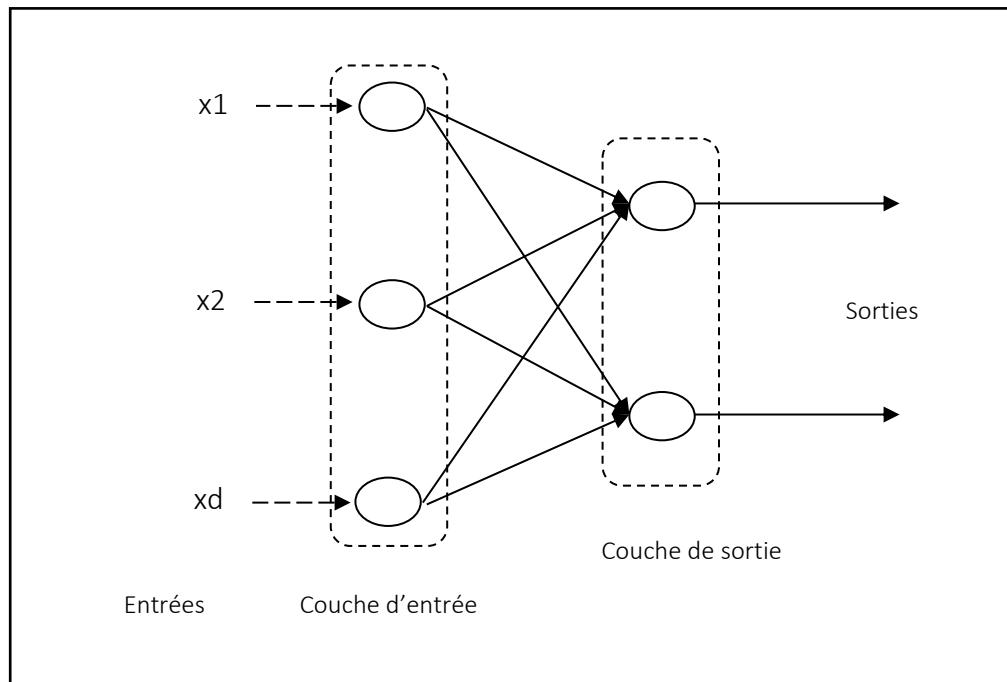 x1
x2
Sorties
xd
Couche de sortie
Entrées
Couche d’entrée